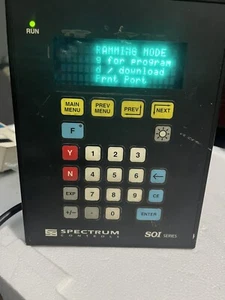 RUN
RAMMING MODE
g for program
d / download
Frnt Port
MAIN MENU
PREV MENU
PREV
NEXT
F
Y 1 2 3
N 4 5 6
EXP 7 8 9 CE
+/- - 0 . ENTER
SPECTRUM
CONTROLS
SOI SERIES